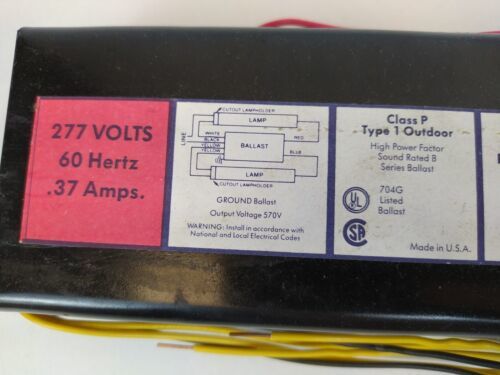 277 VOLTS
60 Hertz
.37 Amps.
CUTOUT LAMPHOLDER
LAMP
LINE
WHITE
BLACK
YELLOW
YELLOW
BALLAST
RED
BLUE
LAMP
CUTOUT LAMPHOLDER
GROUND Ballast
Output Voltage 570V
WARNING: Install in accordance with
National and Local Electrical Codes
Class P
Type 1 Outdoor
High Power Factor
Sound Rated B
Series Ballast
UL
704G
Listed
Ballast
SA
Made in U.S.A.